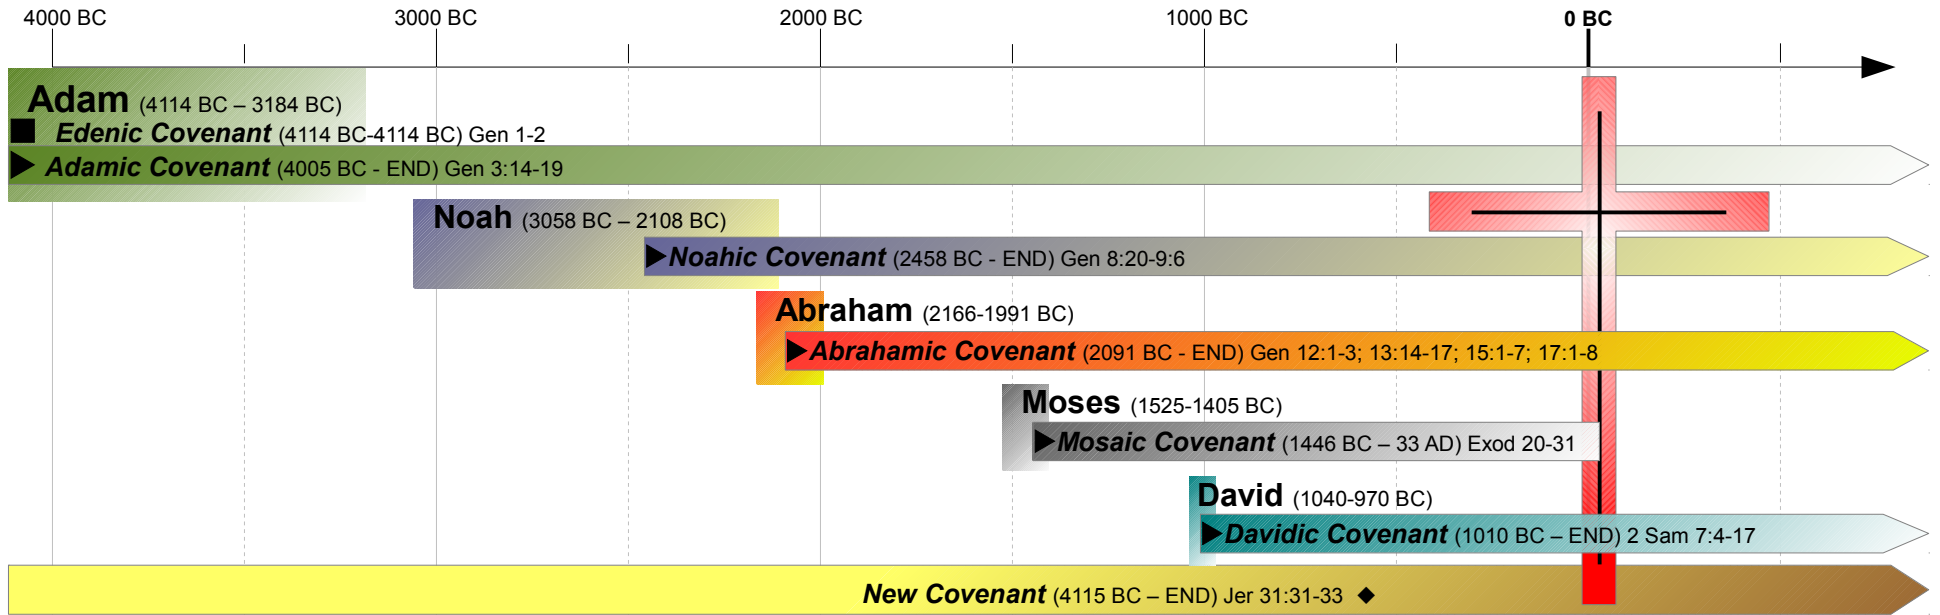 4000 BC 3000 BC 2000 BC 1000 BC 0 BC
Adam (4114 BC – 3184 BC)
Edenic Covenant (4114 BC-4114 BC) Gen 1-2
Adamic Covenant (4005 BC - END) Gen 3:14-19
Noah (3058 BC – 2108 BC)
Noahic Covenant (2458 BC - END) Gen 8:20-9:6
Abraham (2166-1991 BC)
Abrahamic Covenant (2091 BC - END) Gen 12:1-3; 13:14-17; 15:1-7; 17:1-8
Moses (1525-1405 BC)
Mosaic Covenant (1446 BC – 33 AD) Exod 20-31
David (1040-970 BC)
Davidic Covenant (1010 BC – END) 2 Sam 7:4-17
New Covenant (4115 BC – END) Jer 31:31-33